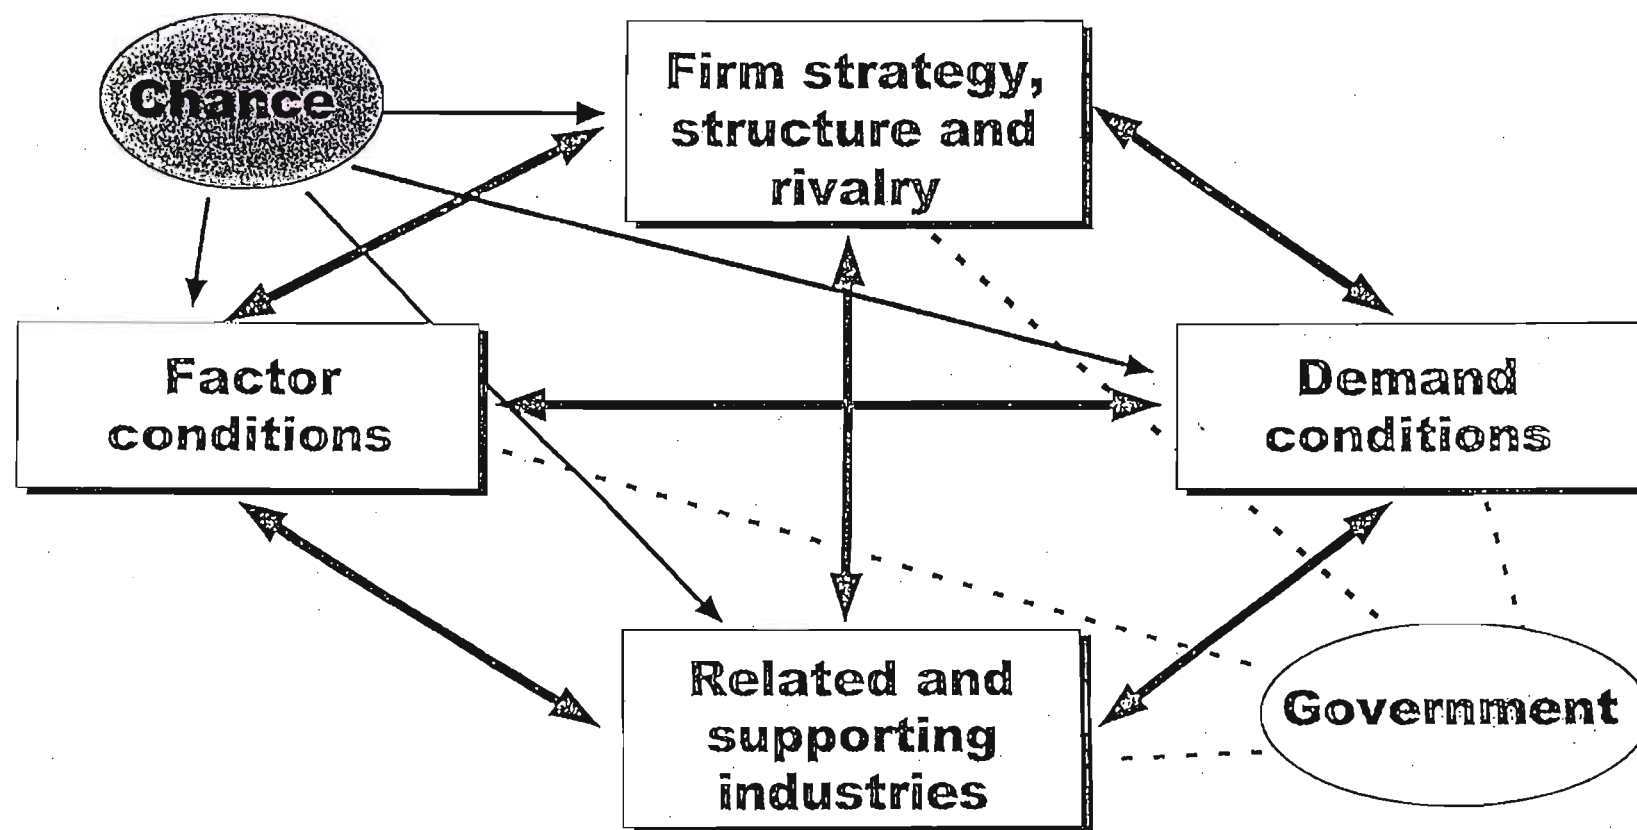 Chance
Firm strategy,
structure and
rivalry
Factor
conditions
Demand
conditions
Related and
supporting
industries
Government